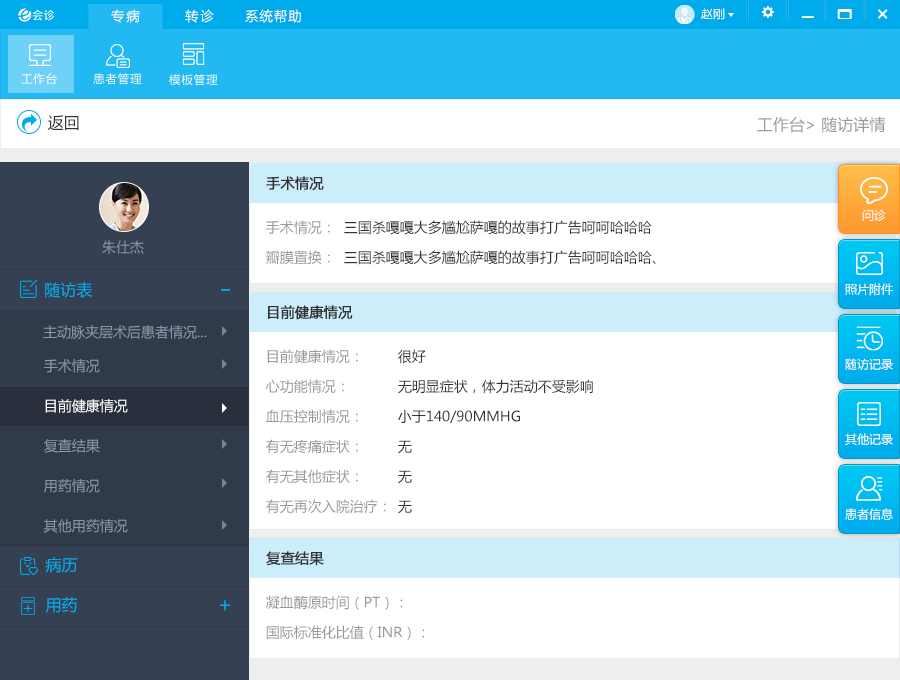 会诊
专病
转诊
系统帮助
赵刚
工作台
患者管理
模板管理
返回
工作台> 随访详情
朱仕杰
随访表
主动脉夹层术后患者情况...
手术情况
目前健康情况
复查结果
用药情况
其他用药情况
病历
用药
手术情况
手术情况： 三国杀嘎嘎大多尴尬萨嘎的故事打广告呵呵哈哈哈
瓣膜置换： 三国杀嘎嘎大多尴尬萨嘎的故事打广告呵呵哈哈哈、
目前健康情况
目前健康情况： 很好
心功能情况： 无明显症状，体力活动不受影响
血压控制情况： 小于140/90MMHG
有无疼痛症状： 无
有无其他症状： 无
有无再次入院治疗： 无
复查结果
凝血酶原时间（PT）：
国际标准化比值（INR）：
问诊
照片附件
随访记录
其他记录
患者信息